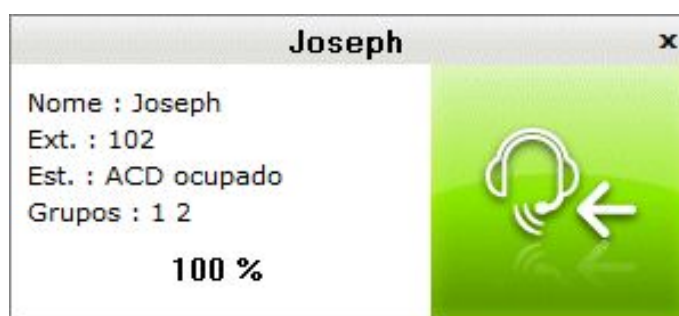 Joseph x
Nome : Joseph
Ext. : 102
Est. : ACD ocupado
Grupos : 1 2
100 %